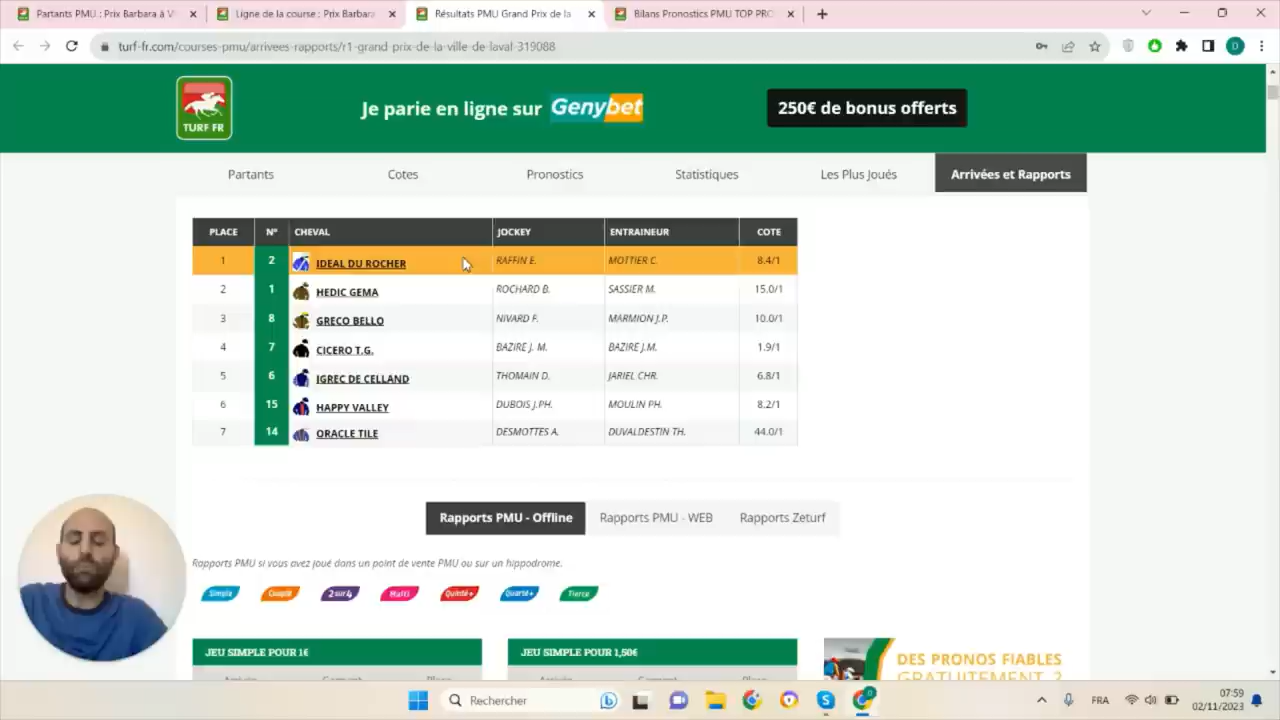 Partants PMU : Prix Barbara à V
Ligne de la course : Prix Barbara
Résultats PMU Grand Prix de la
Bilans Pronostics PMU TOP PRO
turf-fr.com/courses-pmu/arrivees-rapports/r1-grand-prix-de-la-ville-de-laval-319088
TURF FR
Je parie en ligne sur Genybet
250€ de bonus offerts
Partants Cotes Pronostics Statistiques Les Plus Joués Arrivées et Rapports
PLACE N° CHEVAL JOCKEY ENTRAINEUR COTE
1 2 IDEAL DU ROCHER RAFFIN E. MOTTIER C. 8.4/1
2 1 HEDIC GEMA ROCHARD B. SASSIER M. 15.0/1
3 8 GRECO BELLO NIVARD F. MARMION J.P. 10.0/1
4 7 CICERO T.G. BAZIRE J. M. BAZIRE J.M. 1.9/1
5 6 IGREC DE CELLAND THOMAIN D. JARIEL CHR. 6.8/1
6 15 HAPPY VALLEY DUBOIS J.PH. MOULIN PH. 8.2/1
7 14 ORACLE TILE DESMOTTES A. DUVALDESTIN TH. 44.0/1
Rapports PMU - Offline Rapports PMU - WEB Rapports Zeturf
Rapports PMU si vous avez joué dans un point de vente PMU ou sur un hippodrome.
Simple Couplé 2sur4 Multi Quinté+ Quarté+ Tiercé
JEU SIMPLE POUR 1€
JEU SIMPLE POUR 1,50€
DES PRONOS FIABLES
GRATUITEMENT ?
Rechercher
FRA
07:59
02/11/2023